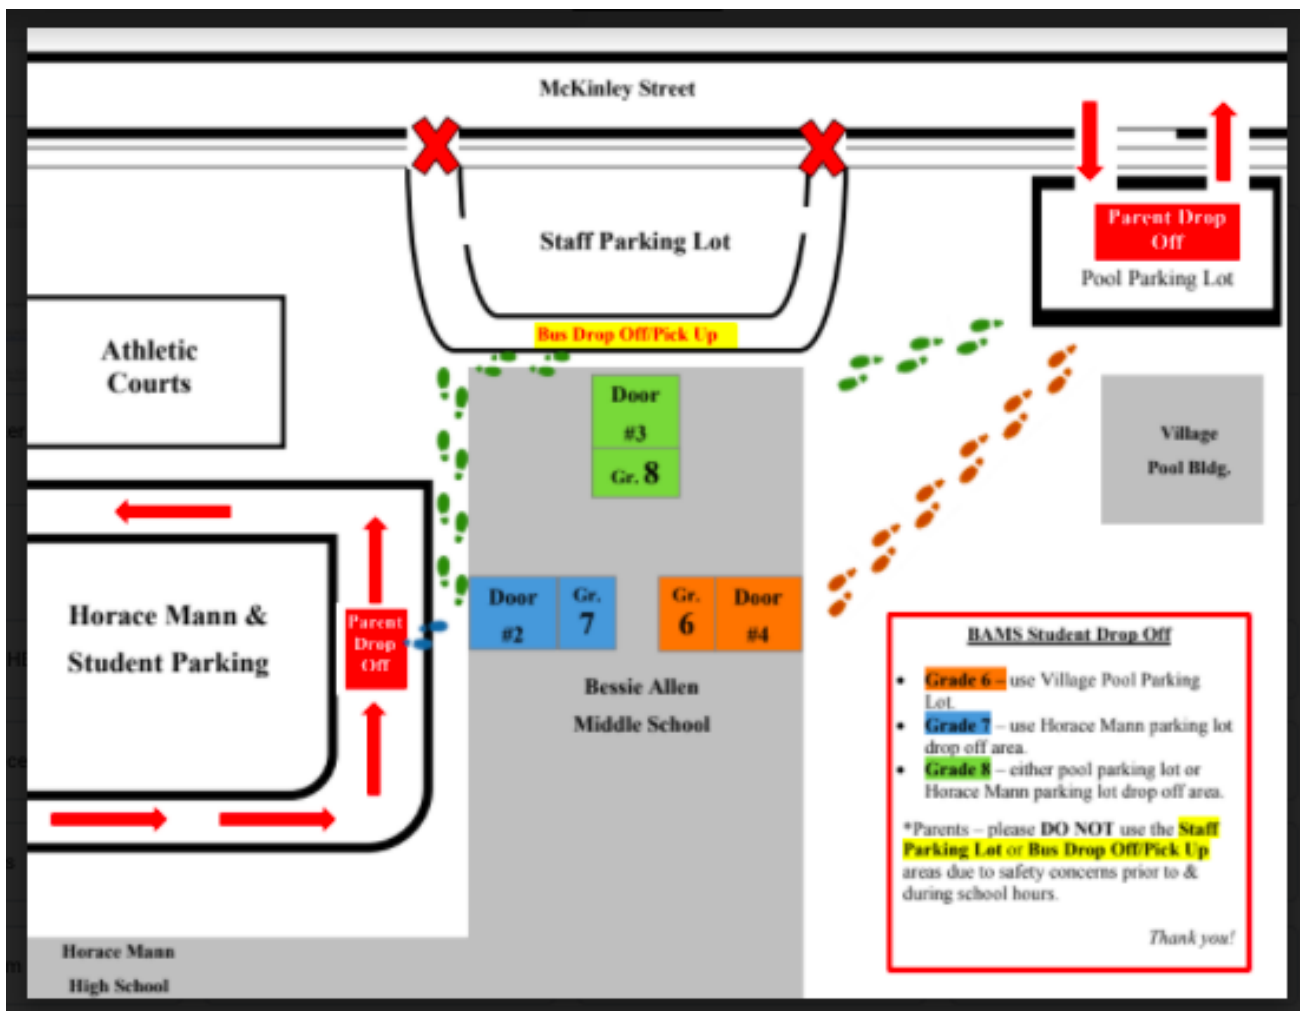 McKinley Street
Parent Drop
Off
Pool Parking Lot
Staff Parking Lot
Bus Drop Off/Pick Up
Athletic
Courts
Door
#3
Gr. 8
Village
Pool Bldg.
Horace Mann &
Student Parking
Parent
Drop
Off
Door
#2
Gr.
7
Gr.
6
Door
#4
Bessie Allen
Middle School
BAMS Student Drop Off
• Grade 6 – use Village Pool Parking
Lot.
• Grade 7 – use Horace Mann parking lot
drop off area.
• Grade 8 – either pool parking lot or
Horace Mann parking lot drop off area.
*Parents – please DO NOT use the Staff
Parking Lot or Bus Drop Off/Pick Up
areas due to safety concerns prior to &
during school hours.
Thank you!
Horace Mann
High School